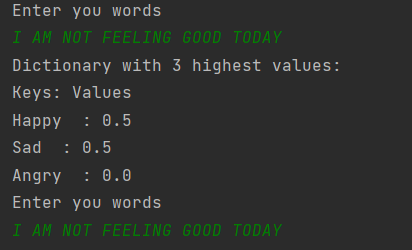 Enter you words
I AM NOT FEELING GOOD TODAY
Dictionary with 3 highest values:
Keys: Values
Happy  : 0.5
Sad  : 0.5
Angry  : 0.0
Enter you words
I AM NOT FEELING GOOD TODAY